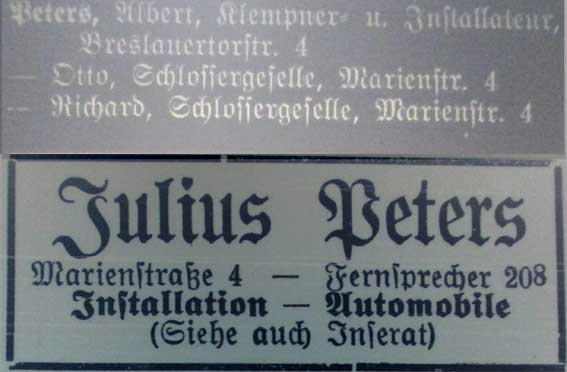 Peters, Albert, Klempner- u. Installateur,
Breslauertorstr. 4
— Otto, Schlossergeselle, Marienstr. 4
— Richard, Schlossergeselle, Marienstr. 4
Julius Peters
Marienstraße 4 — Fernsprecher 208
Installation — Automobile
(Siehe auch Inserat)